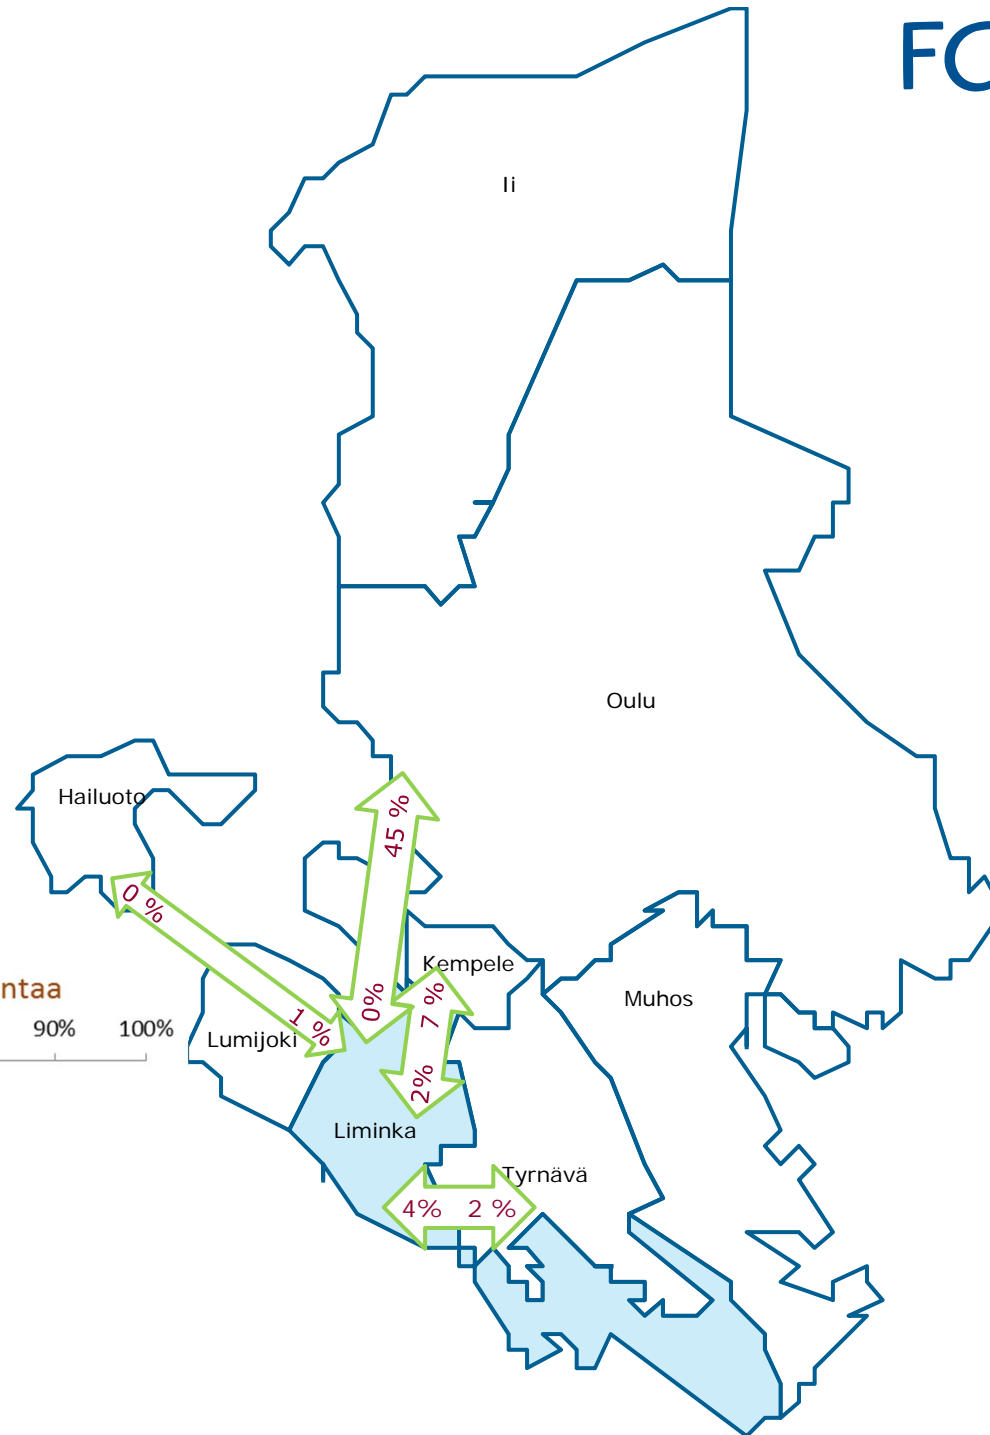 FC
Ii
Oulu
Hailuoto
45 %
0 %
Kempele
ntaa
7 %
Muhos
0%
1 %
90% 100%
Lumijoki
2%
Liminka
Tyrnävä
4% 2 %